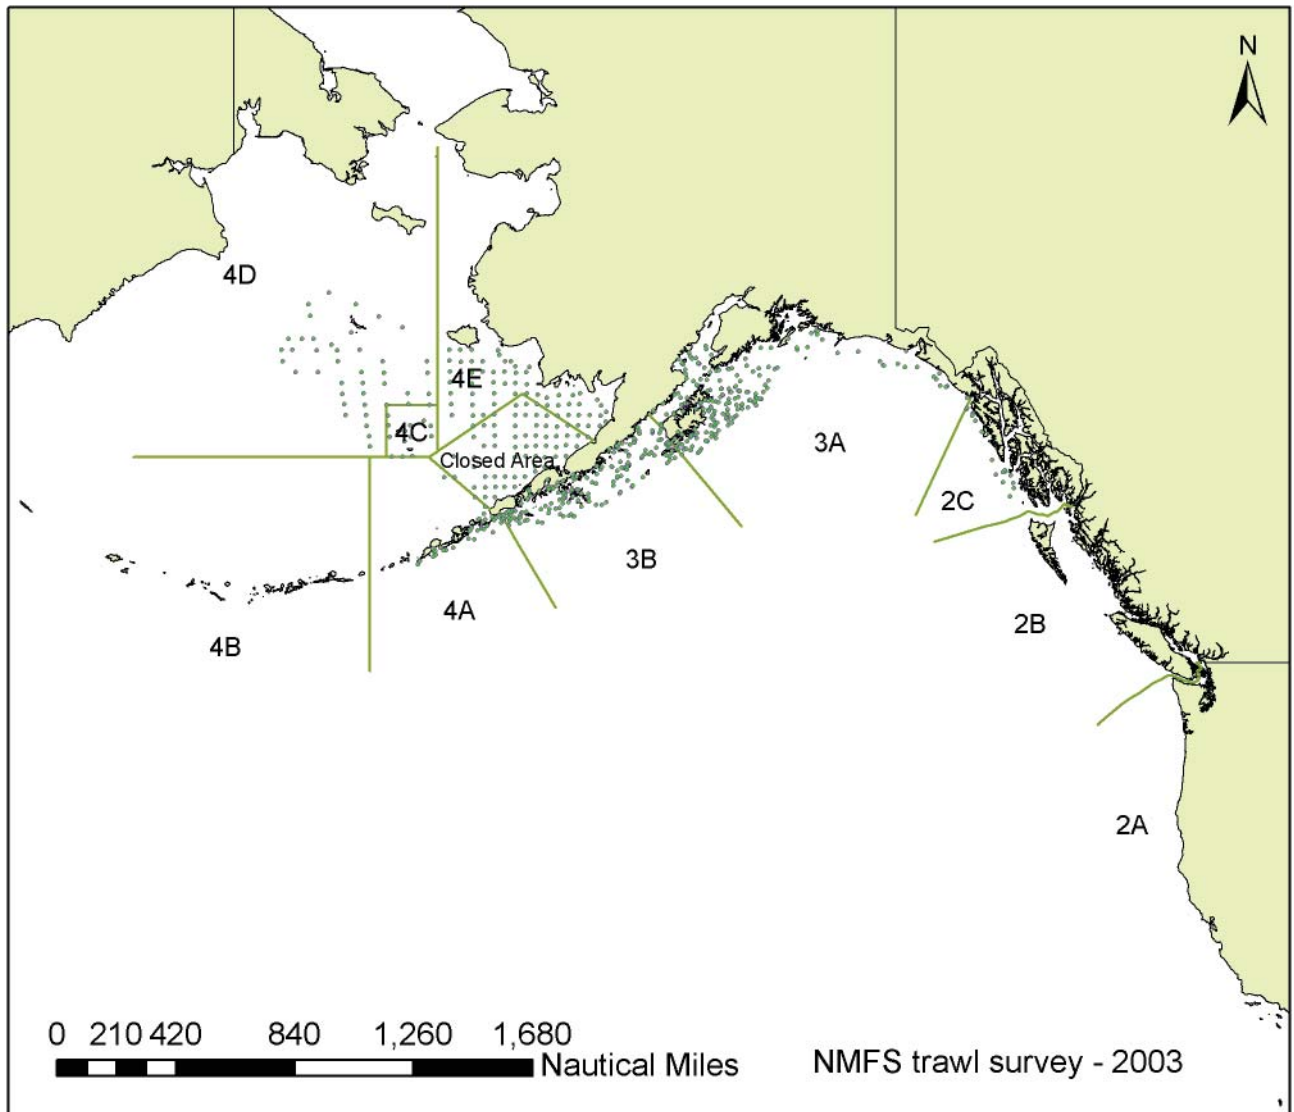 N
4D
4E
4C
Closed Area
3A
2C
3B
4A
2B
4B
2A
0 210 420 840 1,260 1,680
Nautical Miles
NMFS trawl survey - 2003